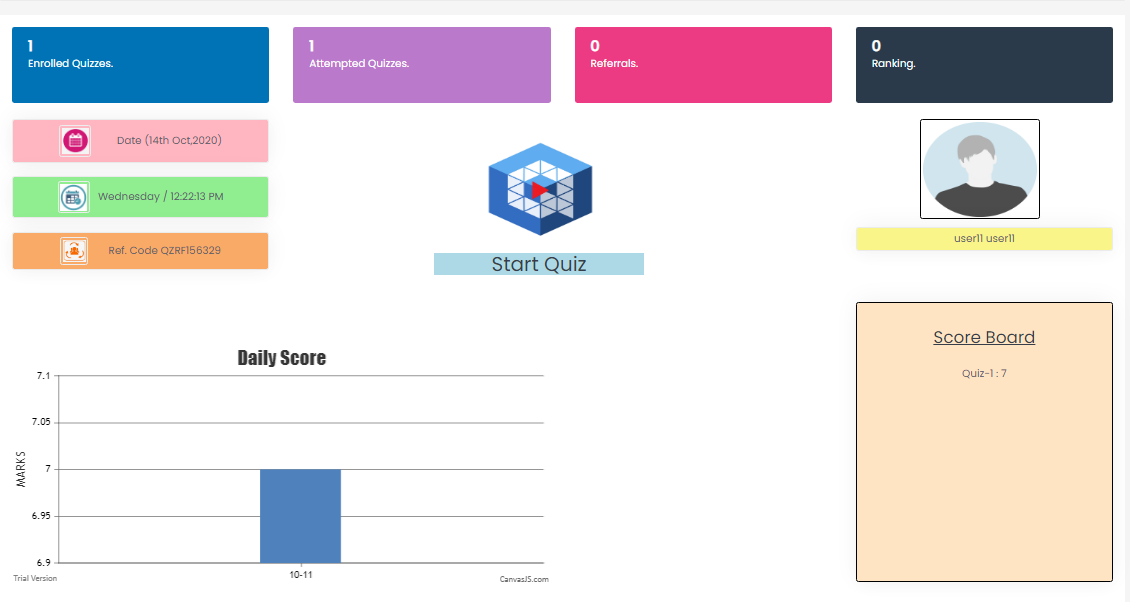 1
Enrolled Quizzes.
1
Attempted Quizzes.
0
Referrals.
0
Ranking.
Date (14th Oct,2020)
Wednesday / 12:22:13 PM
Ref. Code QZRF156329
Start Quiz
user11 user11
Daily Score
7.1
7.05
7
6.95
6.9
MARKS
10-11
Trial Version
CanvasJS.com
Score Board
Quiz-1 : 7